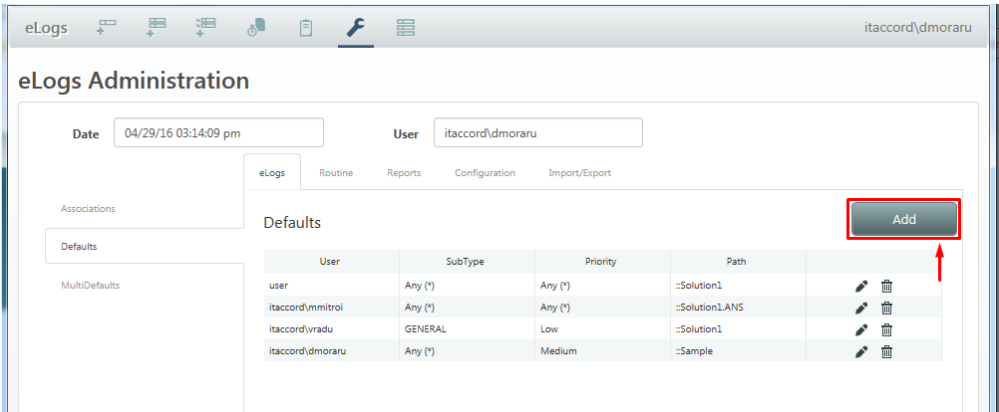 eLogs itaccord\dmoraru
eLogs Administration
Date 04/29/16 03:14:09 pm User itaccord\dmoraru
eLogs Routine Reports Configuration Import/Export
Associations
Defaults
MultiDefaults
Defaults Add
User SubType Priority Path
user Any (*) Any (*) ::Solution1
itaccord\mmitroi Any (*) Any (*) ::Solution1.ANS
itaccord\vradu GENERAL Low ::Solution1
itaccord\dmoraru Any (*) Medium ::Sample